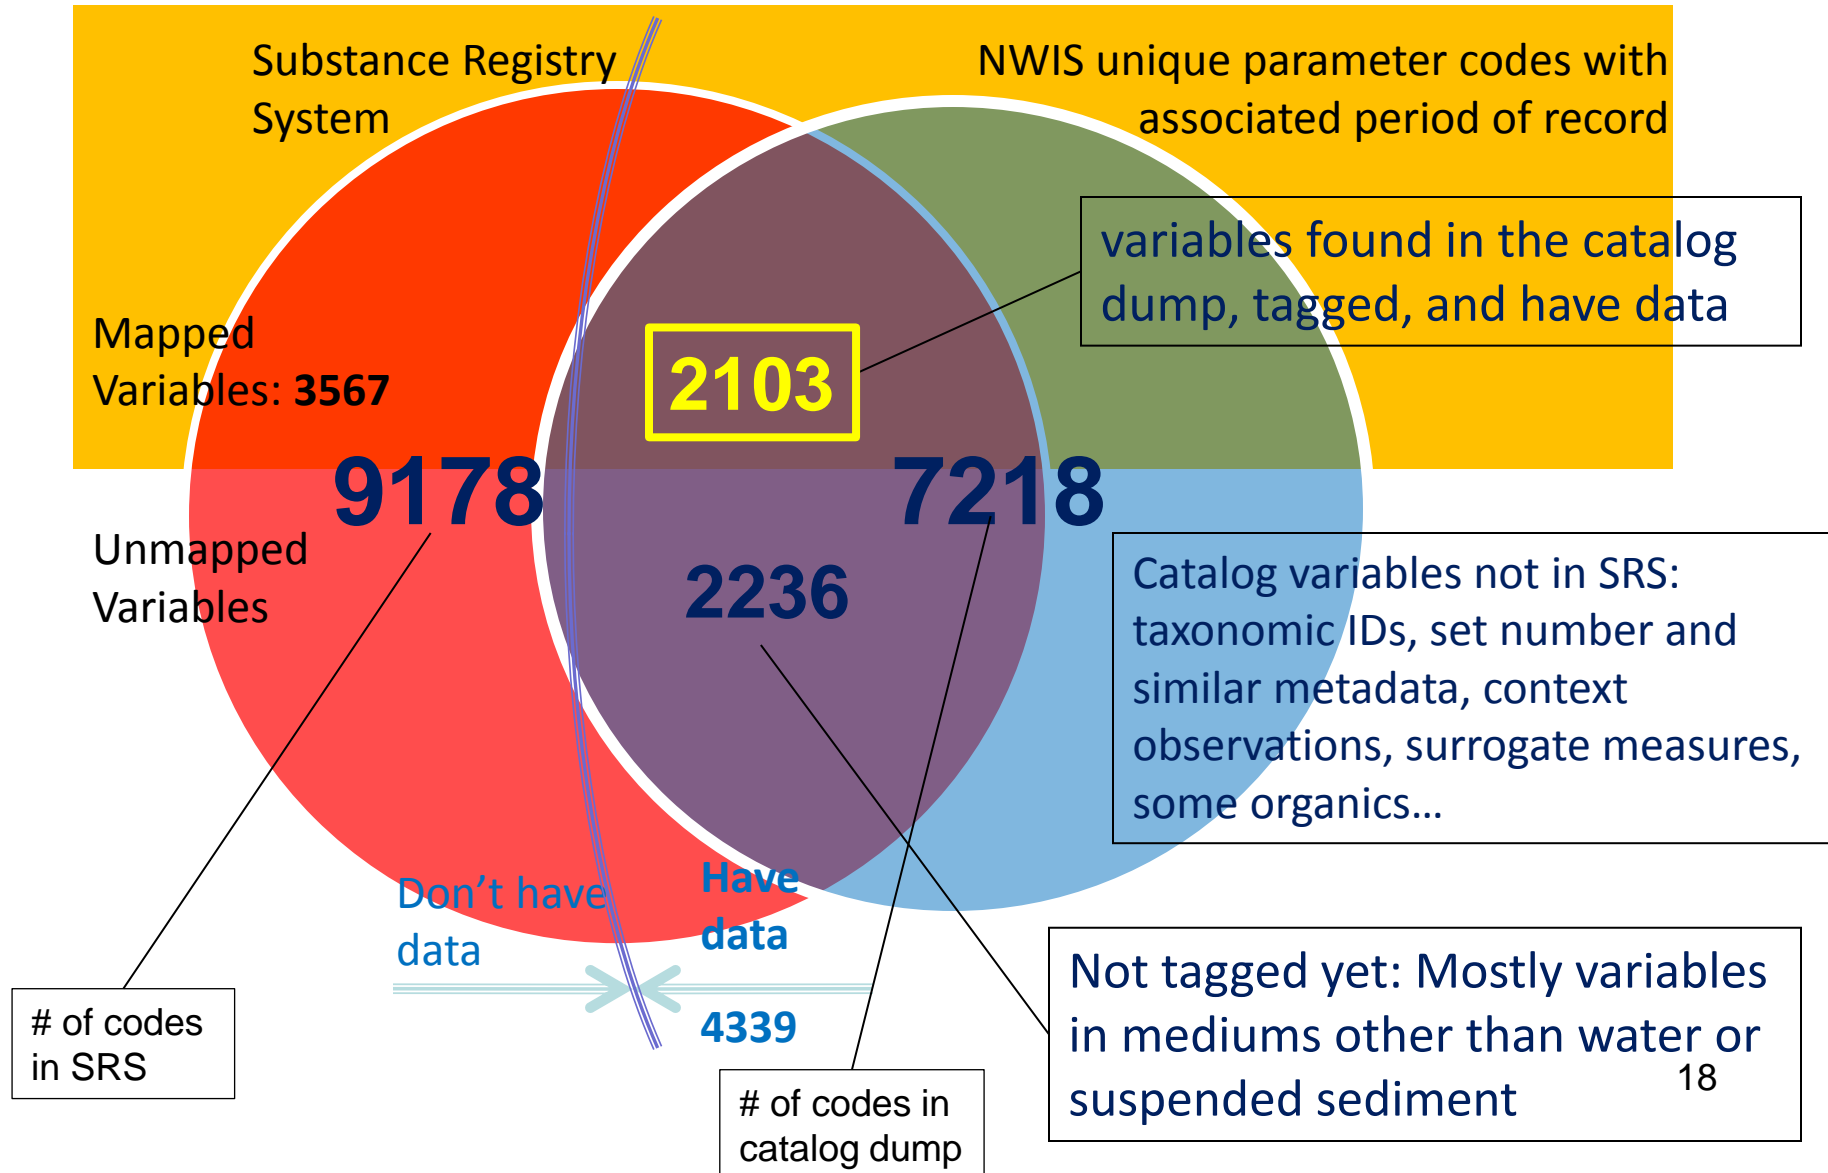 Substance Registry
System
NWIS unique parameter codes with
associated period of record
variables found in the catalog
dump, tagged, and have data
Mapped
Variables: 3567
2103
9178
7218
Unmapped
Variables
2236
Catalog variables not in SRS:
taxonomic IDs, set number and
similar metadata, context
observations, surrogate measures,
some organics…
Don’t have
data
Have
data
4339
Not tagged yet: Mostly variables
in mediums other than water or
suspended sediment
18
# of codes
in SRS
# of codes in
catalog dump